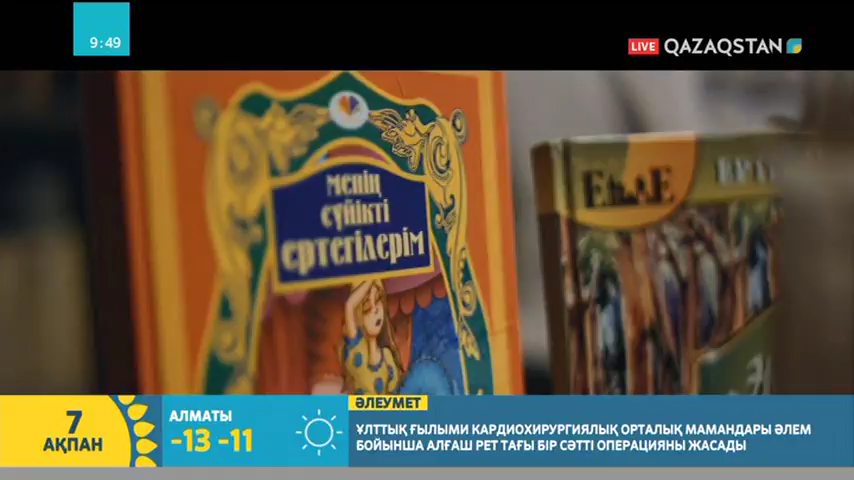 9:49
LIVE QAZAQSTAN
менің
сүйікті
ертегілерім
7
АҚПАН
АЛМАТЫ
-13 -11
ӘЛЕУМЕТ
ҰЛТТЫҚ ҒЫЛЫМИ КАРДИОХИРУРГИЯЛЫҚ ОРТАЛЫҚ МАМАНДАРЫ ӘЛЕМ
БОЙЫНША АЛҒАШ РЕТ ТАҒЫ БІР СӘТТІ ОПЕРАЦИЯНЫ ЖАСАДЫ